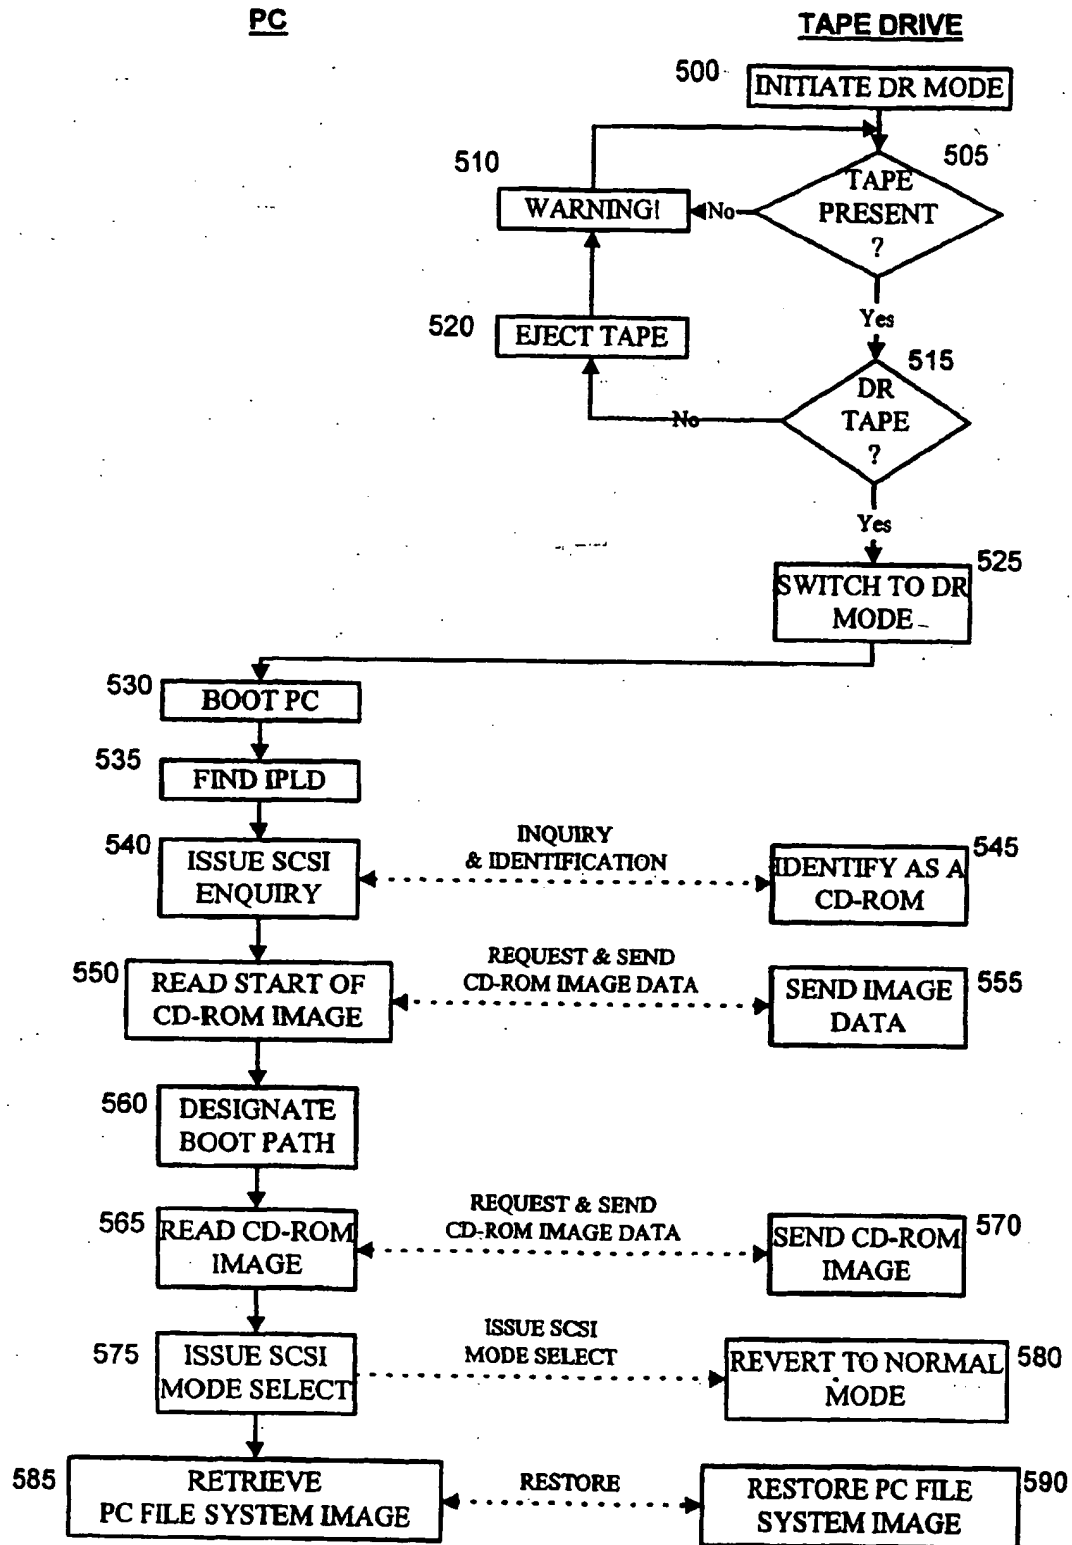 PC
TAPE DRIVE
500
INITIATE DR MODE
505
510
TAPE
PRESENT
?
WARNING!
No
Yes
520
EJECT TAPE
515
DR
TAPE
?
No
Yes
525
SWITCH TO DR
MODE
530
BOOT PC
535
FIND IPLD
540
ISSUE SCSI
ENQUIRY
INQUIRY
& IDENTIFICATION
545
IDENTIFY AS A
CD-ROM
550
READ START OF
CD-ROM IMAGE
REQUEST & SEND
CD-ROM IMAGE DATA
555
SEND IMAGE
DATA
560
DESIGNATE
BOOT PATH
565
READ CD-ROM
IMAGE
REQUEST & SEND
CD-ROM IMAGE DATA
570
SEND CD-ROM
IMAGE
575
ISSUE SCSI
MODE SELECT
ISSUE SCSI
MODE SELECT
580
REVERT TO NORMAL
MODE
585
RETRIEVE
PC FILE SYSTEM IMAGE
RESTORE
590
RESTORE PC FILE
SYSTEM IMAGE